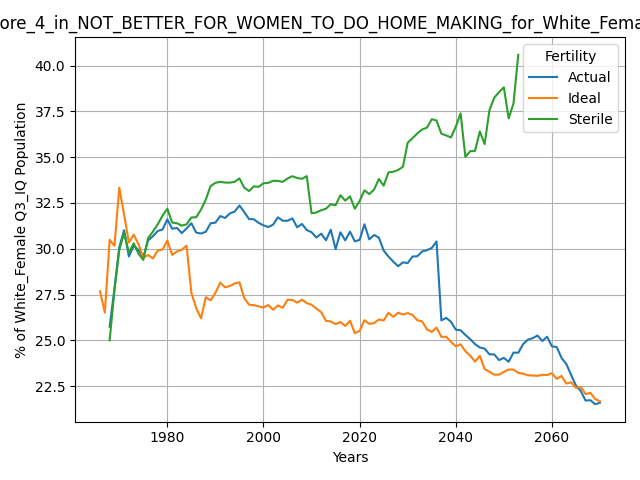 ore_4_in_NOT_BETTER_FOR_WOMEN_TO_DO_HOME_MAKING_for_White_Fema
% of White_Female Q3_IQ Population
40.0
37.5
35.0
32.5
30.0
27.5
25.0
22.5
Fertility
Actual
Ideal
Sterile
1980
2000
2020
2040
2060
Years